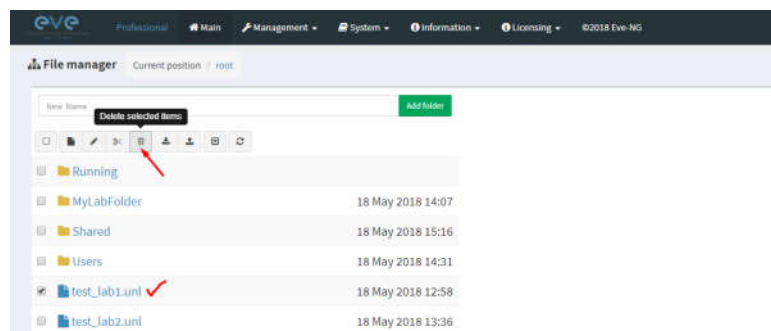 eve Professional Main Management System Information Licensing ©2018 Eve-NG
File manager Current position / root
New Name Add folder
Delete selected items
Running
MyLabFolder 18 May 2018 14:07
Shared 18 May 2018 15:16
Users 18 May 2018 14:31
test_lab1.unl 18 May 2018 12:58
test_lab2.unl 18 May 2018 13:36